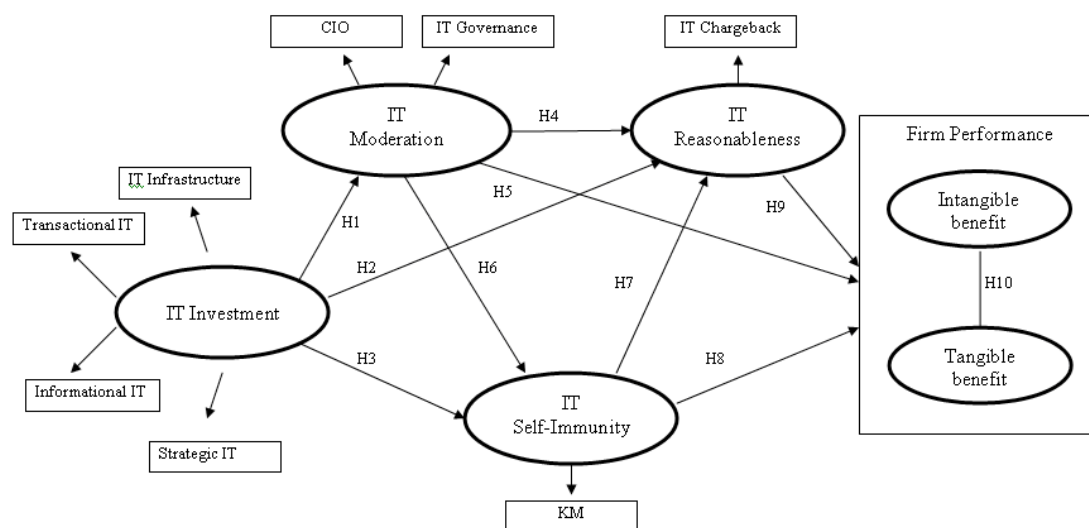 CIO
IT Governance
IT Chargeback
IT
Moderation
H4
IT
Reasonableness
Firm Performance
IT Infrastructure
H5
H9
Intangible
benefit
Transactional IT
H1
H2
H6
H7
H10
IT Investment
H3
H8
Tangible
benefit
Informational IT
IT
Self-Immunity
Strategic IT
KM